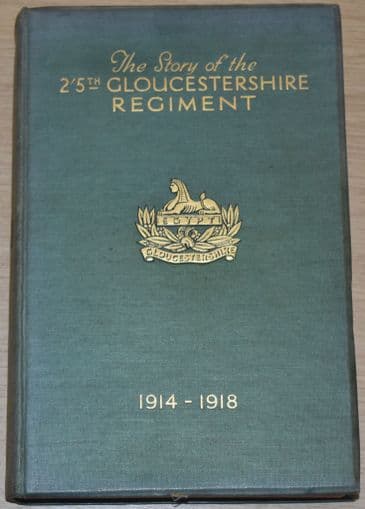 The Story of the
2'5TH GLOUCESTERSHIRE
REGIMENT
EGYPT
GLOUCESTERSHIRE
1914 - 1918